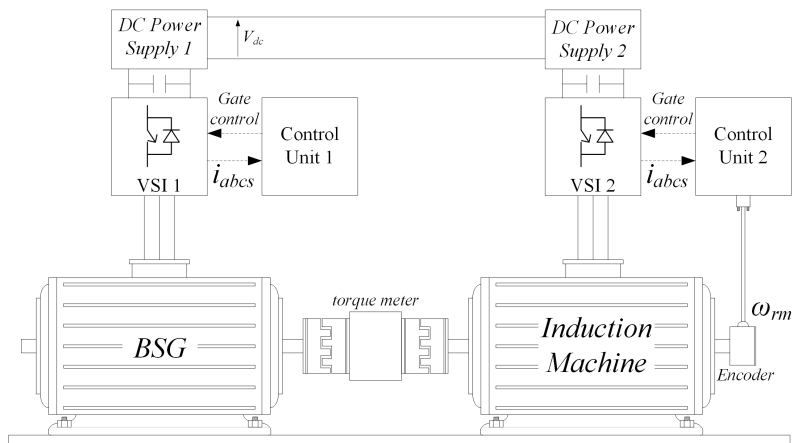 DC Power
Supply 1
V_dc
DC Power
Supply 2
Gate
control
Control
Unit 1
VSI 1
i_abcs
Gate
control
Control
Unit 2
VSI 2
i_abcs
torque meter
BSG
Induction
Machine
ω_rm
Encoder